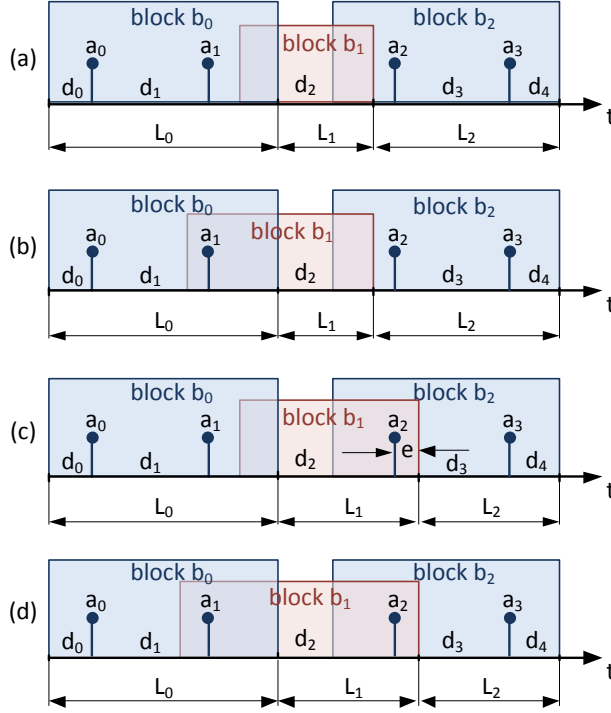 block b₀ block b₂
block b₁
(a) a₀ a₁ a₂ a₃
d₀ d₁ d₂ d₃ d₄
t
L₀ L₁ L₂
block b₀ block b₂
(b) a₀ a₁ block b₁ a₂ a₃
d₀ d₁ d₂ d₃ d₄
t
L₀ L₁ L₂
block b₀ block b₂
(c) a₀ a₁ block b₁ a₂ a₃
e
d₀ d₁ d₂ d₃ d₄
t
L₀ L₁ L₂
block b₀ block b₂
(d) a₀ a₁ block b₁ a₂ a₃
d₀ d₁ d₂ d₃ d₄
t
L₀ L₁ L₂